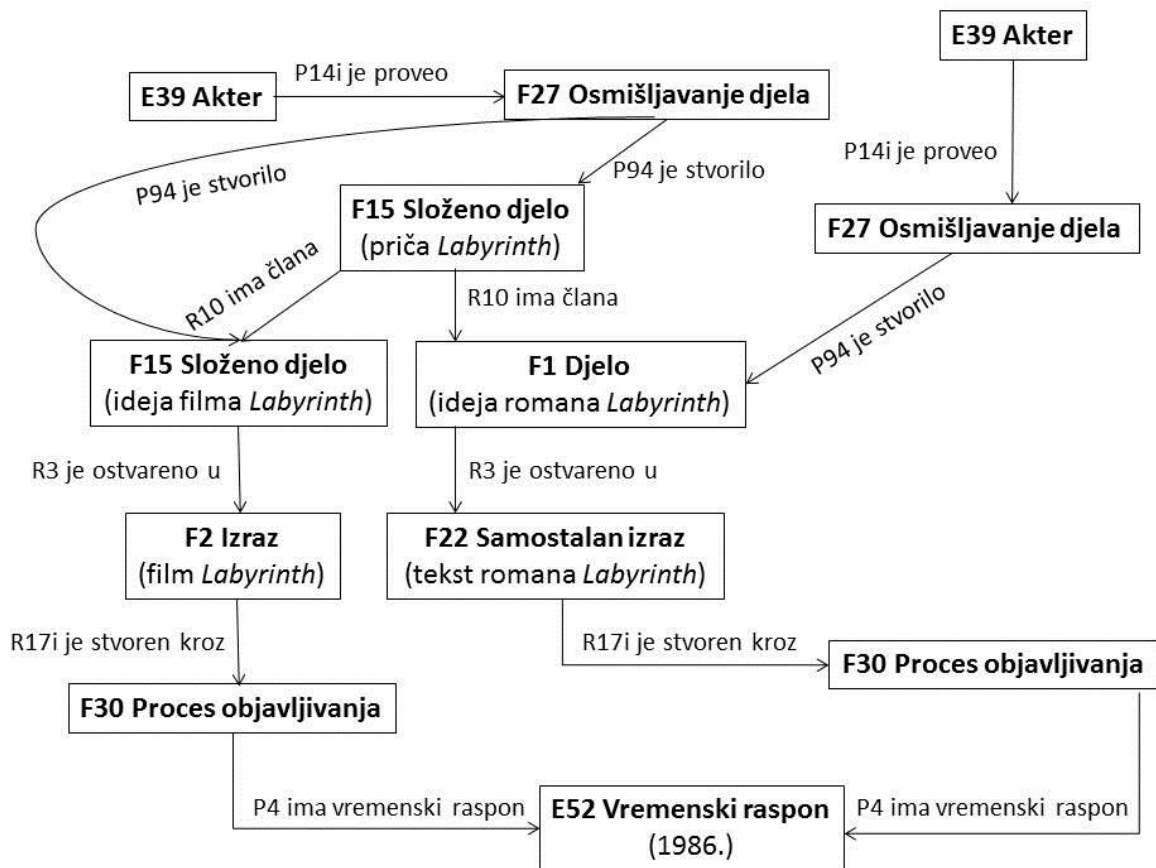 E39 Akter
P14i je proveo
E39 Akter
F27 Osmišljavanje djela
P14i je proveo
P94 je stvorilo
P94 je stvorilo
F15 Složeno djelo
(priča Labyrinth)
F27 Osmišljavanje djela
R10 ima člana
R10 ima člana
P94 je stvorilo
F15 Složeno djelo
(ideja filma Labyrinth)
F1 Djelo
(ideja romana Labyrinth)
R3 je ostvareno u
R3 je ostvareno u
F2 Izraz
(film Labyrinth)
F22 Samostalan izraz
(tekst romana Labyrinth)
R17i je stvoren kroz
R17i je stvoren kroz
F30 Proces objavljivanja
F30 Proces objavljivanja
P4 ima vremenski raspon
E52 Vremenski raspon
(1986.)
P4 ima vremenski raspon